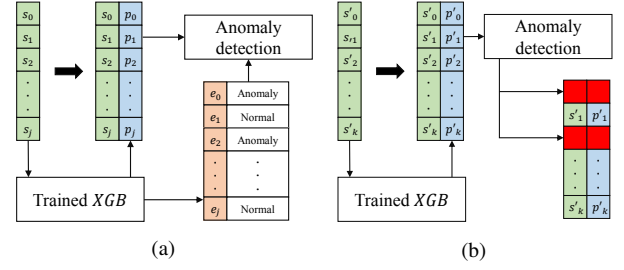 s₀ s₀ p₀ Anomaly detection
s₁ s₁ p₁
s₂ s₂ p₂
. . .
. . .
. . .
sⱼ sⱼ pⱼ
e₀ Anomaly
e₁ Normal
e₂ Anomaly
. .
. .
. .
eⱼ Normal
Trained XGB
(a)
s'₀ s'₀ p'₀ Anomaly detection
s'₁ s'₁ p'₁
s'₂ s'₂ p'₂
. . .
. . .
. . .
s'ₖ s'ₖ p'ₖ
s'₁ p'₁
. .
. .
. .
s'ₖ p'ₖ
Trained XGB
(b)